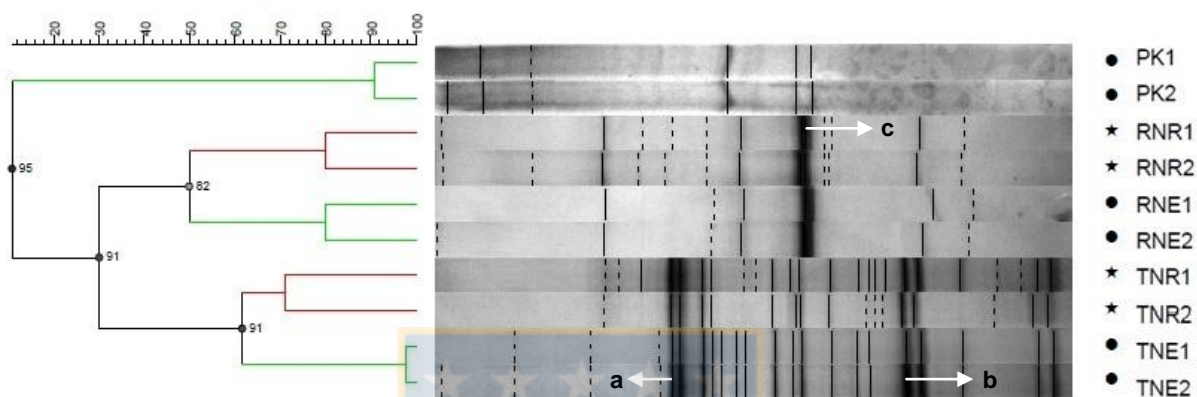 20 30 40 50 60 70 80 90 100
PK1
PK2
RNR1
c
RNR2
95
82
RNE1
RNE2
91
TNR1
TNR2
91
TNE1
a
b
TNE2